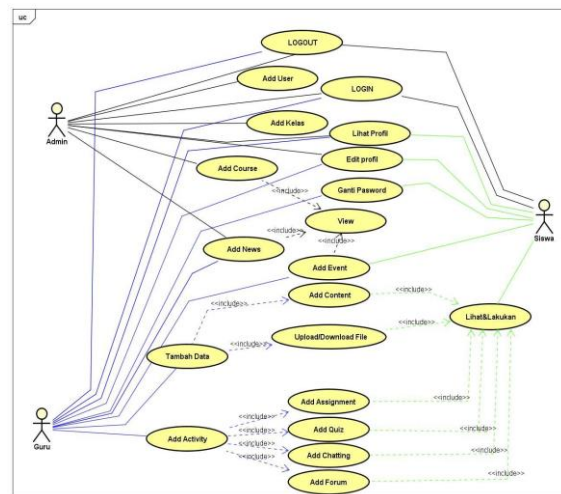 uc
LOGOUT
Add User
LOGIN
Admin
Add Kelas
Lihat Profil
Edit profil
Add Course
<<include>>
Ganti Pasword
View
Siswa
<<include>>
Add News
<<include>>
Add Event
Add Content
<<include>>
<<include>>
Lihat&Lakukan
Upload/Download File
<<include>>
Tambah Data
<<include>>
Add Assignment
<<include>>
<<include>>
Guru
Add Activity
<<include>>
Add Quiz
<<include>>
<<include>>
Add Chatting
<<include>>
<<include>>
Add Forum
<<include>>